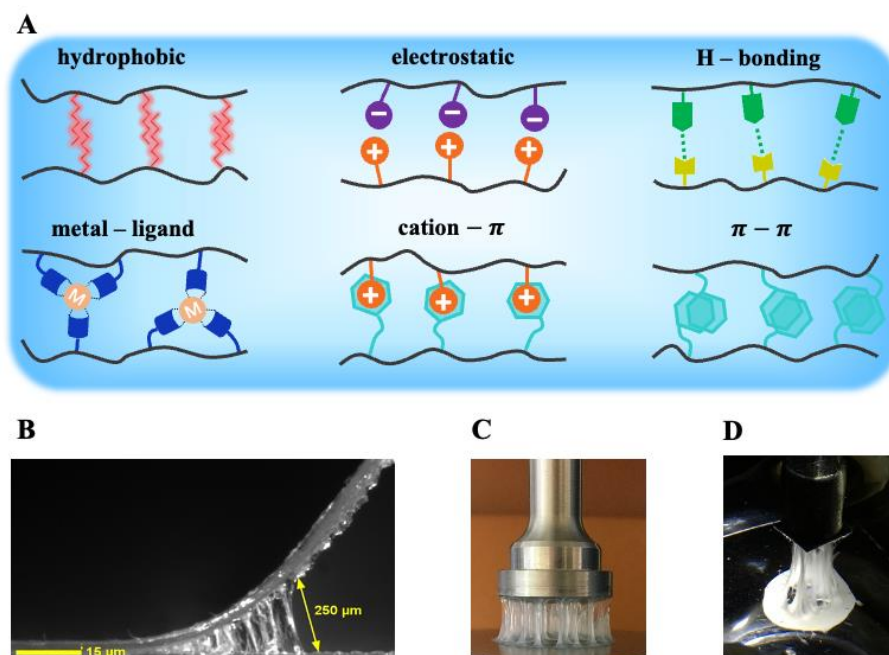 A
hydrophobic
electrostatic
H – bonding
− − −
+ + +
metal – ligand
cation – π
π – π
M
M
+ + +
B
C
D
250 μm
15 μm